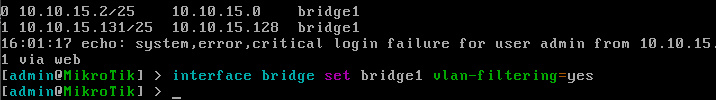 0 10.10.15.2/25 10.10.15.0 bridge1
1 10.10.15.131/25 10.10.15.128 bridge1
16:01:17 echo: system,error,critical login failure for user admin from 10.10.15.
1 via web
[admin@MikroTik] > interface bridge set bridge1 vlan-filtering=yes
[admin@MikroTik] > _